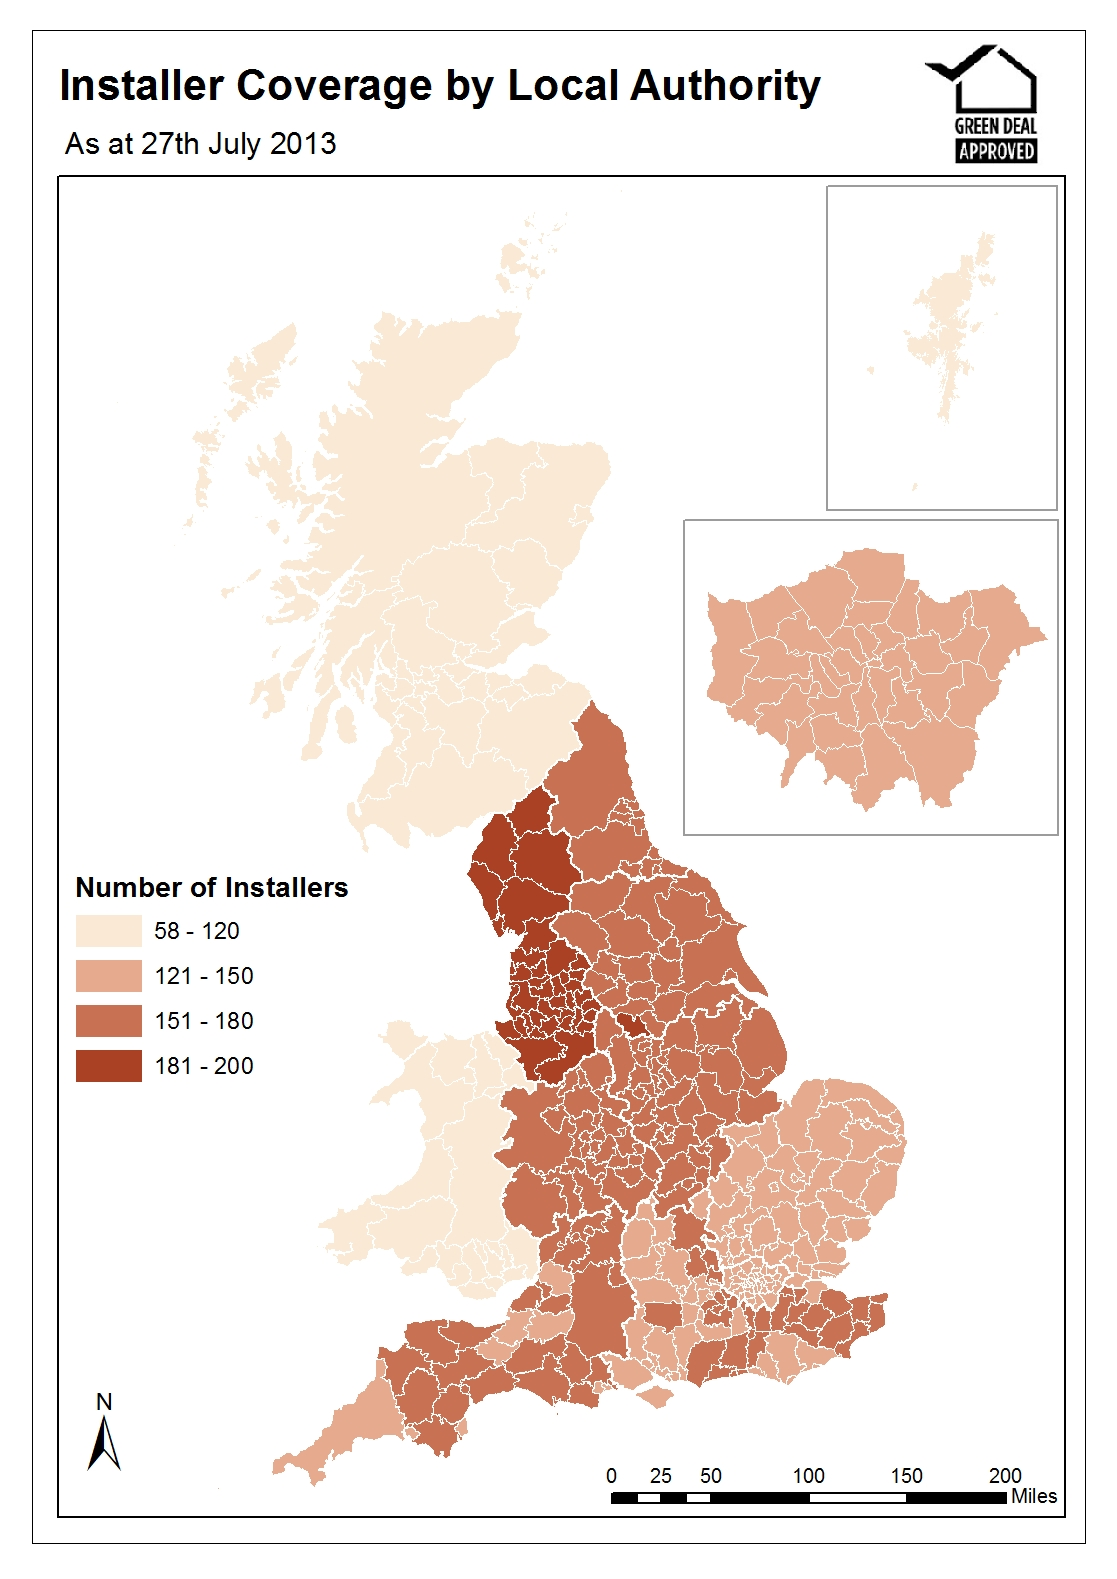 Installer Coverage by Local Authority
As at 27th July 2013
GREEN DEAL
APPROVED
Number of Installers
58 - 120
121 - 150
151 - 180
181 - 200
N
0 25 50 100 150 200
Miles